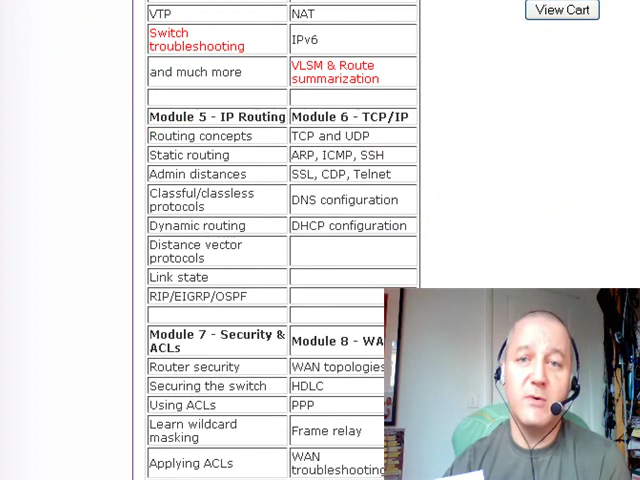 View Cart
VTP NAT
Switch
troubleshooting
IPv6
and much more
VLSM & Route
summarization
Module 5 - IP Routing Module 6 - TCP/IP
Routing concepts TCP and UDP
Static routing ARP, ICMP, SSH
Admin distances SSL, CDP, Telnet
Classful/classless
protocols
DNS configuration
Dynamic routing DHCP configuration
Distance vector
protocols
Link state
RIP/EIGRP/OSPF
Module 7 - Security &
ACLs
Module 8 - WA
Router security WAN topologies
Securing the switch HDLC
Using ACLs PPP
Learn wildcard
masking
Frame relay
Applying ACLs
WAN
troubleshooting